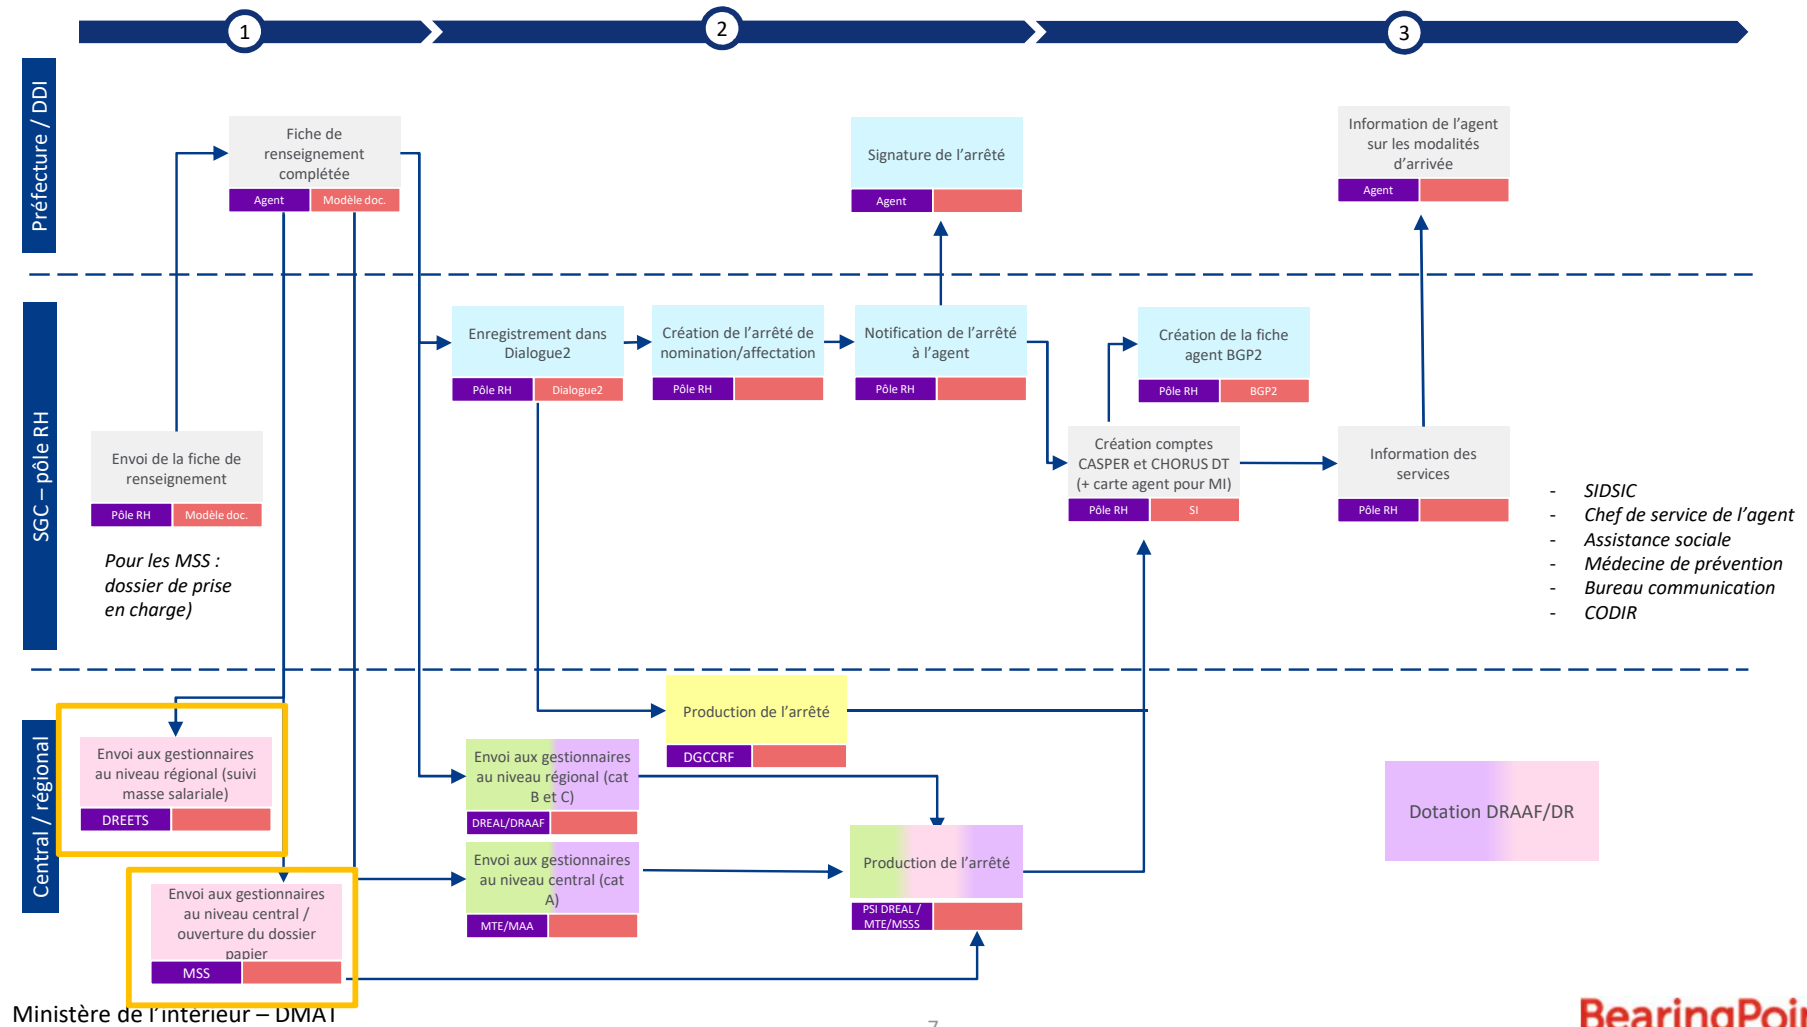 1
2
3
Préfecture / DDI
Fiche de
renseignement
complétée
Agent
Modèle doc.
Signature de l'arrêté
Agent
Information de l'agent
sur les modalités
d'arrivée
Agent
SGC – pôle RH
Envoi de la fiche de
renseignement
Pôle RH
Modèle doc.
Pour les MSS :
dossier de prise
en charge)
Enregistrement dans
Dialogue2
Pôle RH
Dialogue2
Création de l'arrêté de
nomination/affectation
Pôle RH
Notification de l'arrêté
à l'agent
Pôle RH
Création de la fiche
agent BGP2
Pôle RH
BGP2
Création comptes
CASPER et CHORUS DT
(+ carte agent pour MI)
Pôle RH
SI
Information des
services
Pôle RH
- SIDSIC
- Chef de service de l'agent
- Assistance sociale
- Médecine de prévention
- Bureau communication
- CODIR
Central / régional
Envoi aux gestionnaires
au niveau régional (suivi
masse salariale)
DREETS
Envoi aux gestionnaires
au niveau central /
ouverture du dossier
papier
MSS
Production de l'arrêté
DGCCRF
Envoi aux gestionnaires
au niveau régional (cat
B et C)
DREAL/DRAAF
Envoi aux gestionnaires
au niveau central (cat
A)
MTE/MAA
Production de l'arrêté
PSI DREAL /
MTE/MSSS
Dotation DRAAF/DR
Ministère de l'intérieur – DMAT
7
BearingPoin